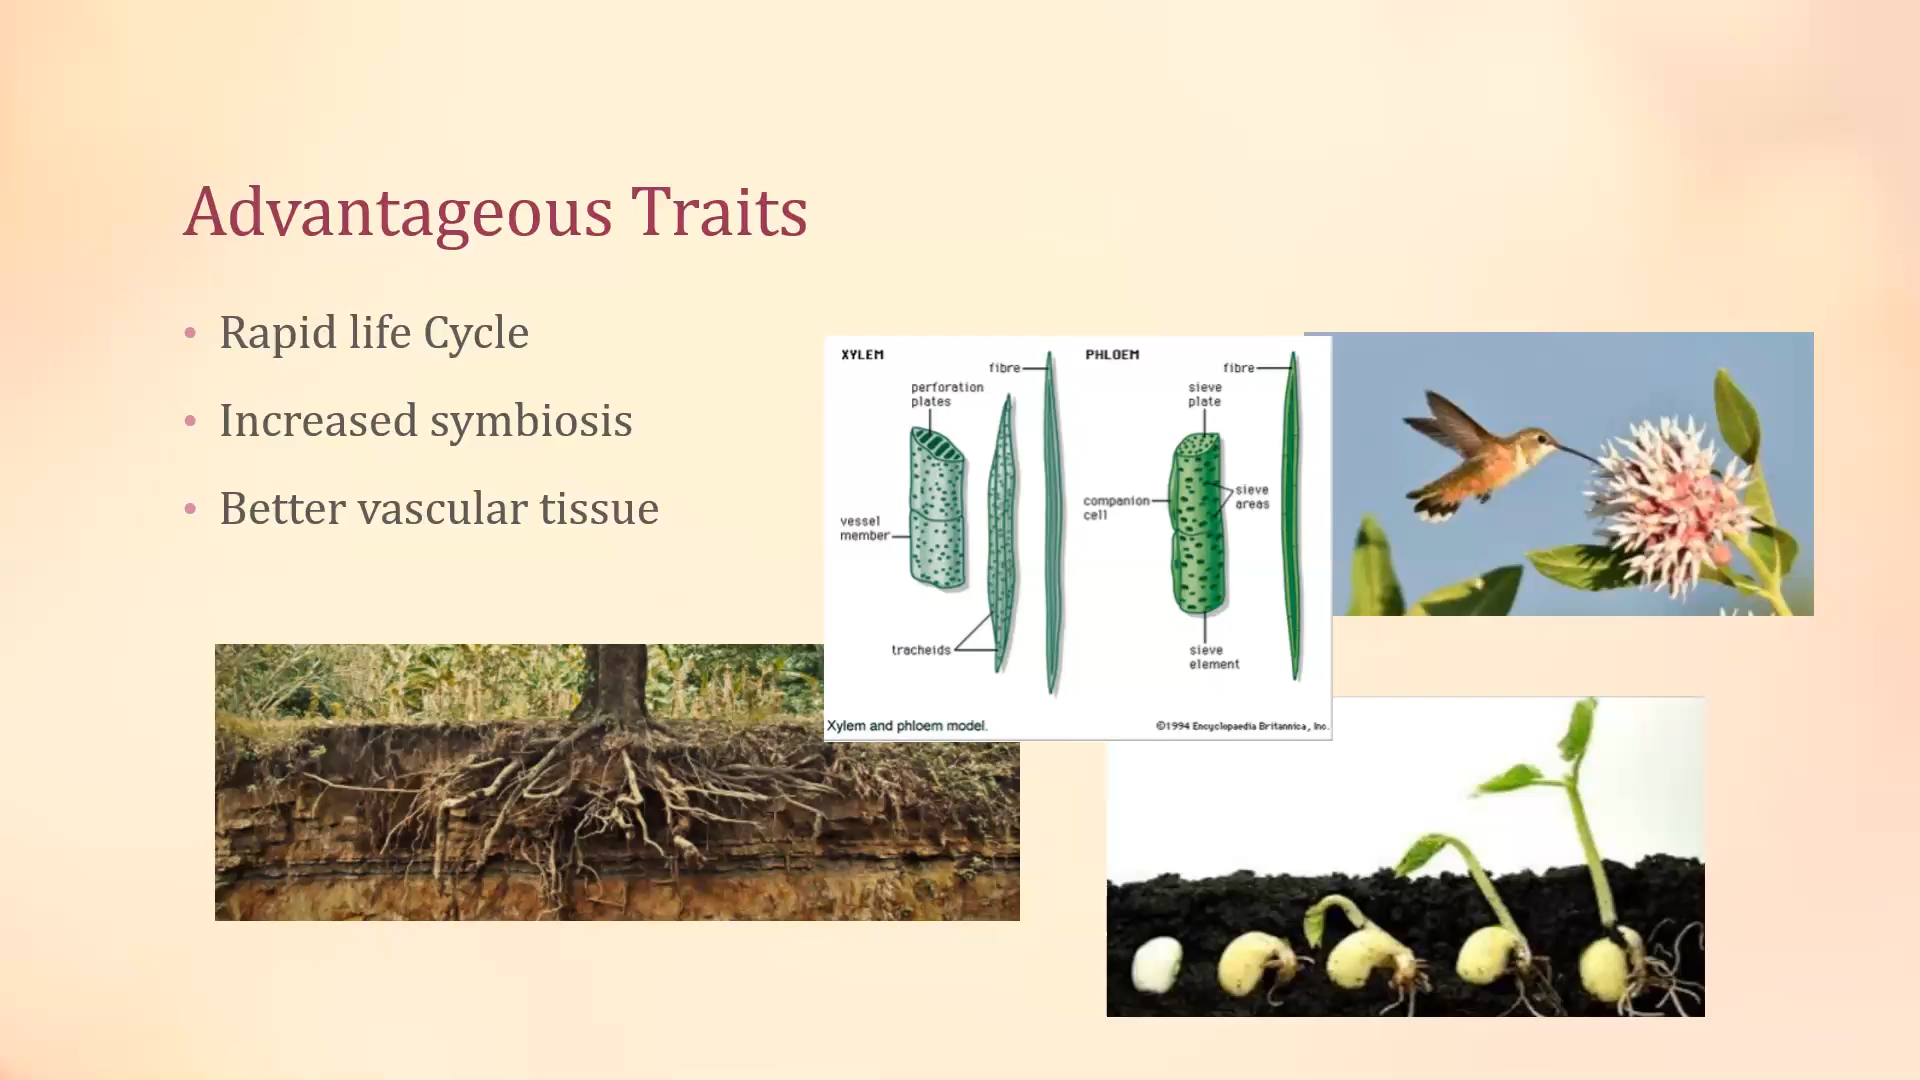 Advantageous Traits
• Rapid life Cycle
• Increased symbiosis
• Better vascular tissue
XYLEM
fibre
perforation
plates
vessel
member
tracheids
PHLOEM
fibre
sieve
plate
companion
cell
sieve
areas
sieve
element
Xylem and phloem model.
©1994 Encyclopaedia Britannica, Inc.